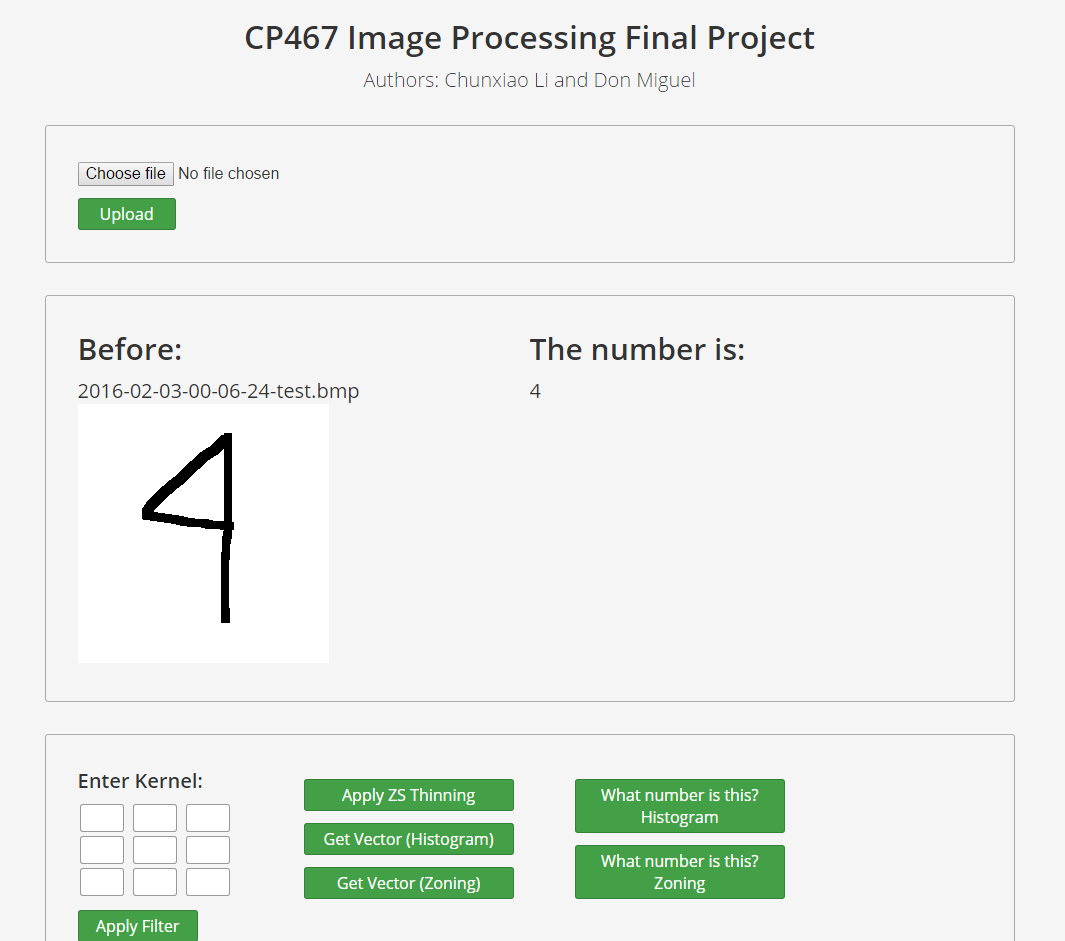 CP467 Image Processing Final Project
Authors: Chunxiao Li and Don Miguel
Choose file No file chosen
Upload
Before:
2016-02-03-00-06-24-test.bmp
4
The number is:
4
Enter Kernel:
Apply Filter
Apply ZS Thinning
Get Vector (Histogram)
Get Vector (Zoning)
What number is this?
Histogram
What number is this?
Zoning